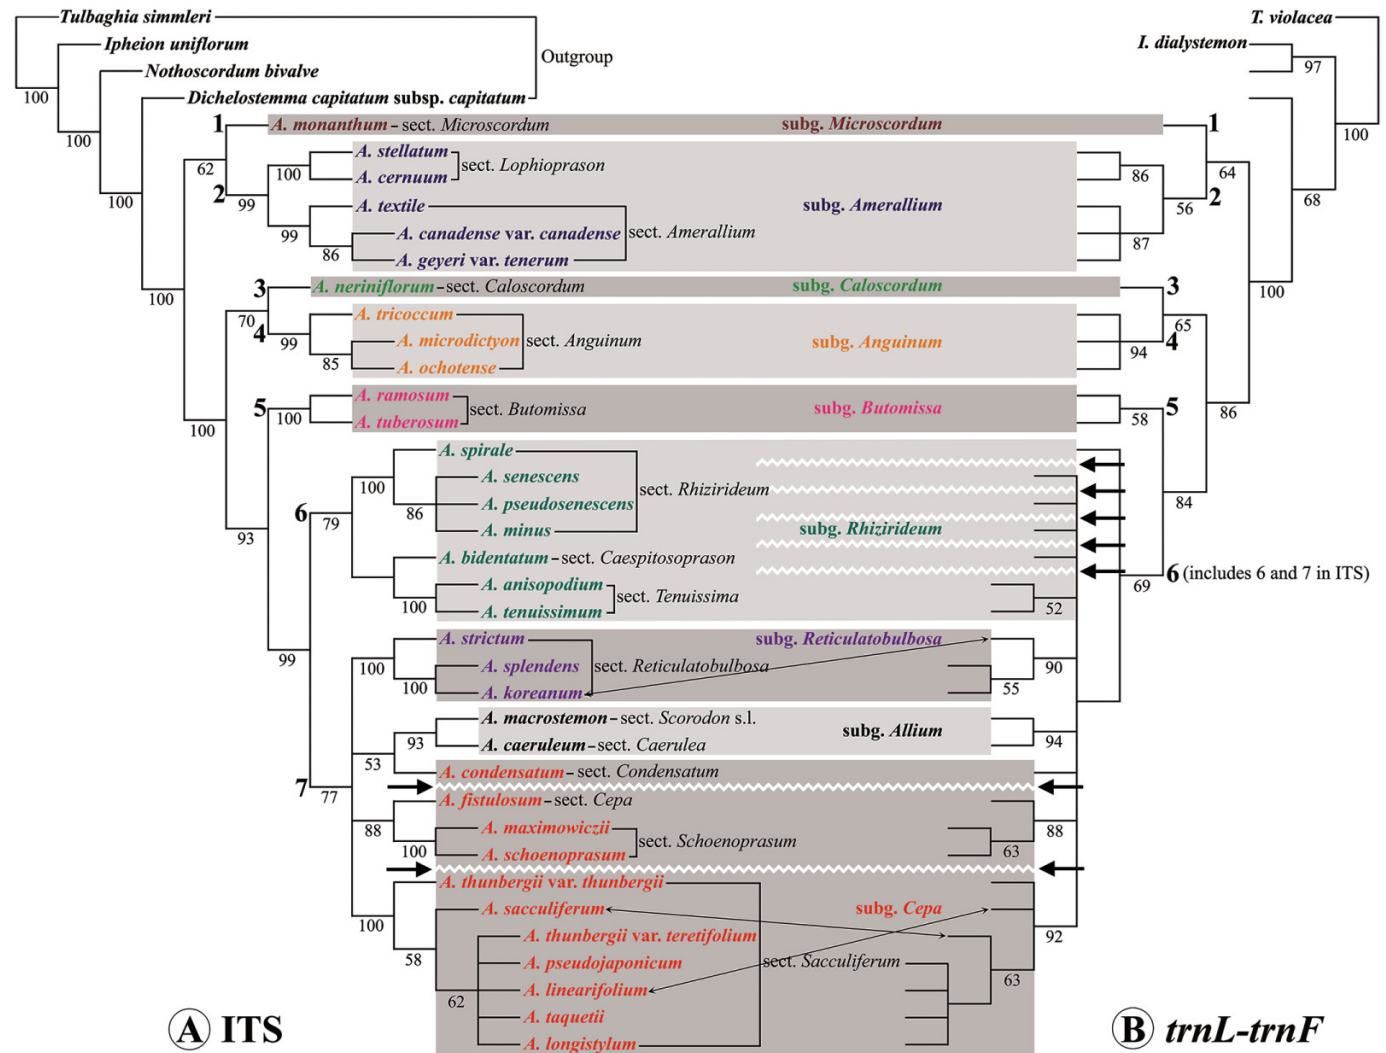 Tulbaghia simmleri
T. violacea
Ipheion uniflorum
I. dialystemon
Outgroup
Nothoscordum bivalve
97
100
Dichelostemma capitatum subsp. capitatum
1 A. monanthum – sect. Microscordum subg. Microscordum 1
100
100
A. stellatum
62
64
100
sect. Lophioprason
86
A. cernuum
2
2
68
100
99
A. textile
subg. Amerallium
56
99
A. canadense var. canadense
sect. Amerallium
87
86
A. geyeri var. tenerum
100
3 A. neriniflorum – sect. Caloscordum subg. Caloscordum 3
100
70
A. tricoccum
65
4
99
A. microdictyon
sect. Anguinum
subg. Anguinum
94
4
85
A. ochotense
A. ramosum
86
5
100
sect. Butomissa
subg. Butomissa
58
5
A. tuberosum
100
A. spirale
A. senescens
100
sect. Rhizirideum
84
A. pseudosenescens
6
79
86
A. minus
subg. Rhizirideum
93
A. bidentatum – sect. Caespitosoprason
6 (includes 6 and 7 in ITS)
69
A. anisopodium
100
sect. Tenuissima
52
A. tenuissimum
A. strictum
subg. Reticulatobulbosa
99
100
A. splendens
sect. Reticulatobulbosa
90
100
A. koreanum
55
A. macrostemon – sect. Scorodon s.l.
93
subg. Allium
94
A. caeruleum – sect. Caerulea
53
A. condensatum – sect. Condensatum
7
77
A. fistulosum – sect. Cepa
88
A. maximowiczii
88
100
sect. Schoenoprasum
63
A. schoenoprasum
A. thunbergii var. thunbergii
100
A. sacculiferum
subg. Cepa
92
A. thunbergii var. teretifolium
58
A. pseudojaponicum
sect. Sacculiferum
63
62
A. linearifolium
A. taquetii
A ITS
B trnL-trnF
A. longistylum